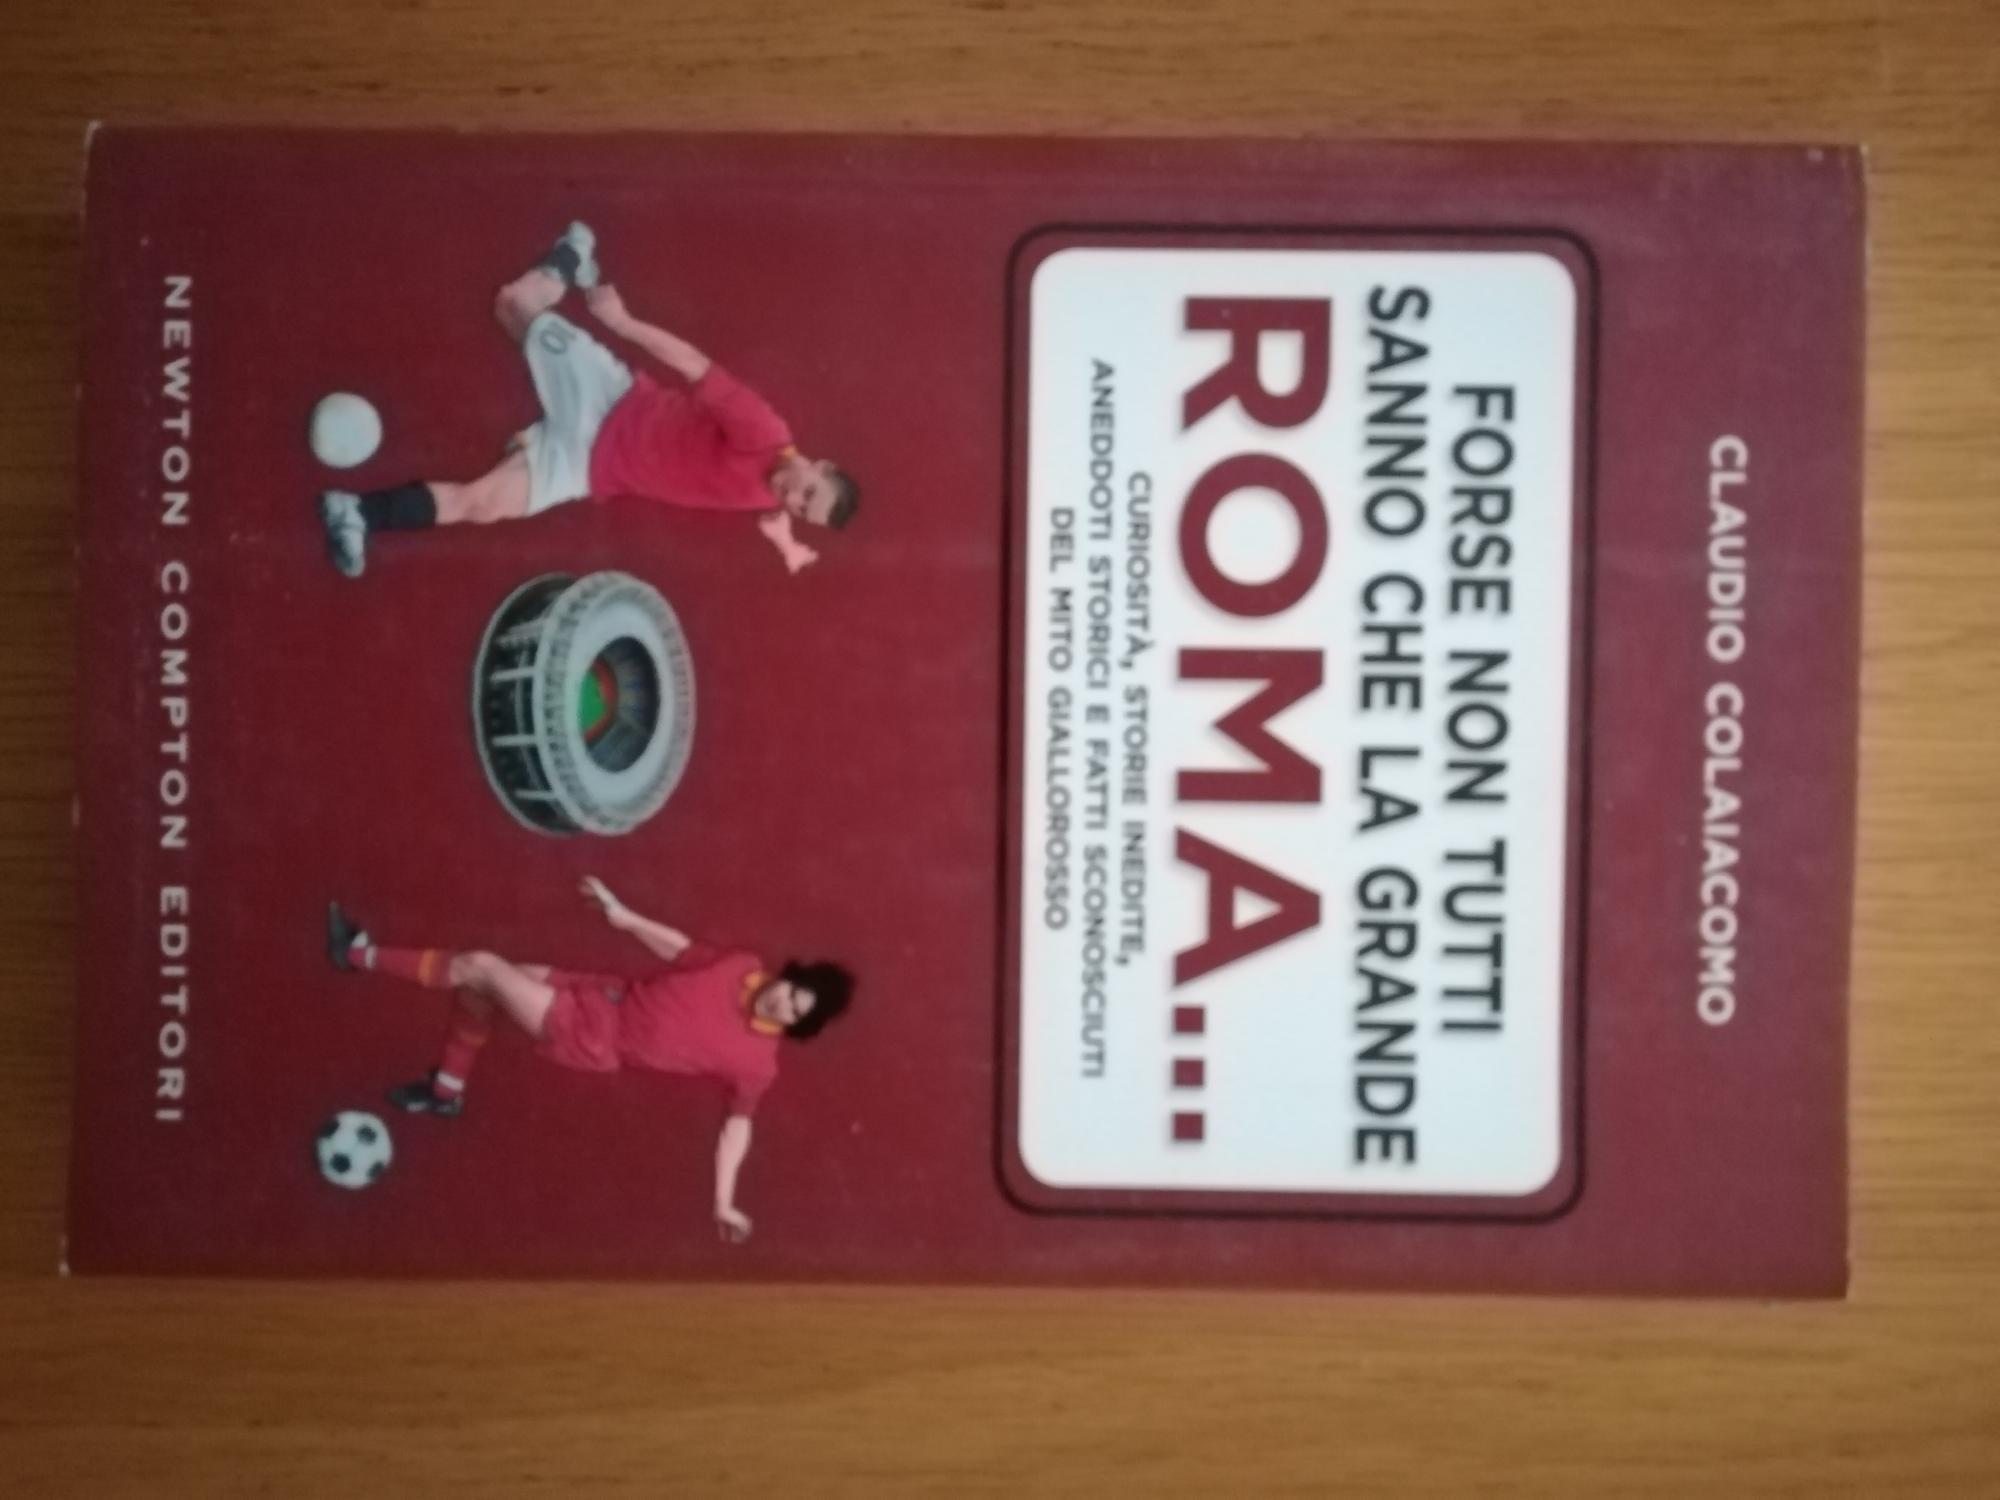 CLAUDIO COLAIACOMO
FORSE NON TUTTI
SANNO CHE LA GRANDE
ROMA...
CURIOSITÀ, STORIE INEDITE,
ANEDDOTI STORICI E FATTI SCONOSCIUTI
DEL MITO GIALLOROSSO
10
NEWTON COMPTON EDITORI